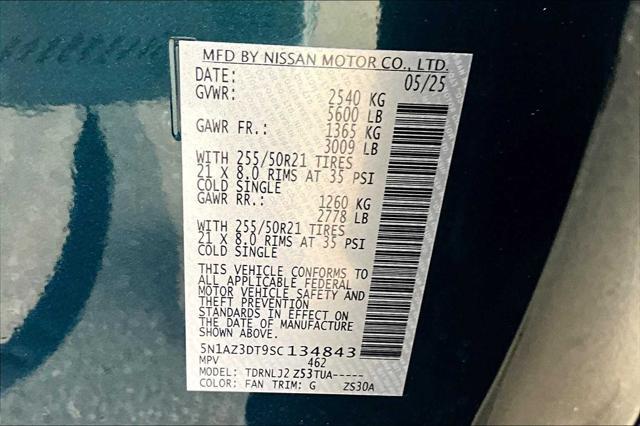 MFD BY NISSAN MOTOR CO., LTD.
DATE: 05/25
GVWR: 2540 KG
5600 LB
GAWR FR.: 1365 KG
3009 LB
WITH 255/50R21 TIRES
21 X 8.0 RIMS AT 35 PSI
COLD SINGLE
GAWR RR.: 1260 KG
2778 LB
WITH 255/50R21 TIRES
21 X 8.0 RIMS AT 35 PSI
COLD SINGLE
THIS VEHICLE CONFORMS TO
ALL APPLICABLE FEDERAL
MOTOR VEHICLE SAFETY AND
THEFT PREVENTION
STANDARDS IN EFFECT ON
THE DATE OF MANUFACTURE
SHOWN ABOVE.
5N1AZ3DT9SC134843
MPV 462
MODEL: TDRNLJ2 Z53TUA-----
COLOR: FAN TRIM: G ZS30A